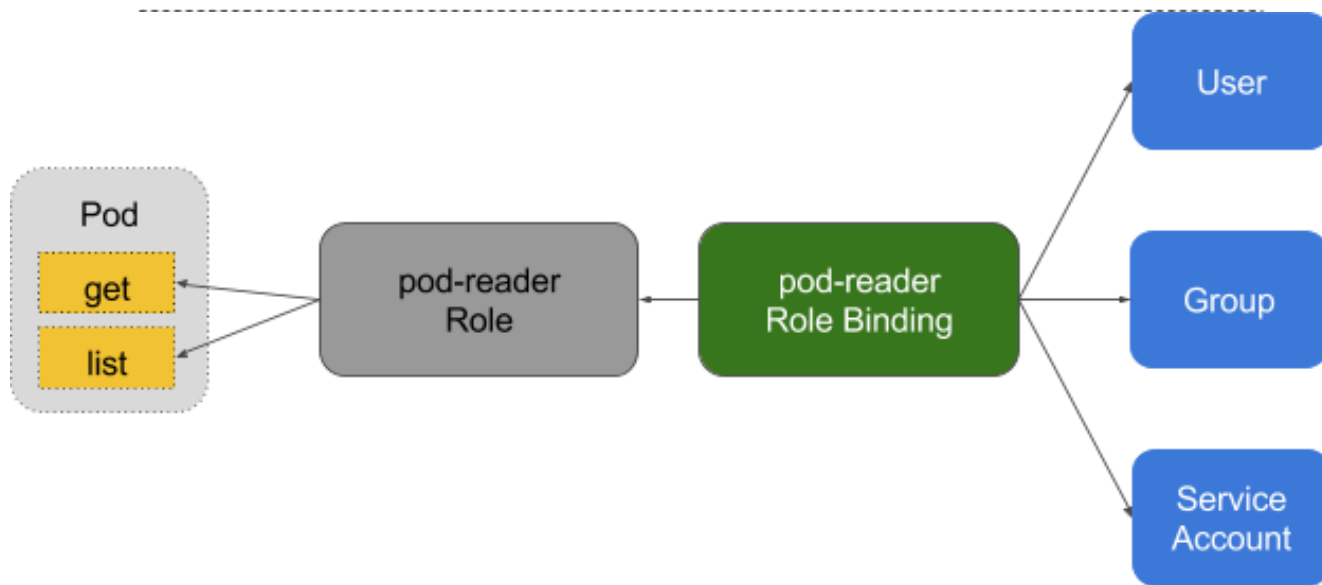 Pod
get
list
pod-reader
Role
pod-reader
Role Binding
User
Group
Service
Account